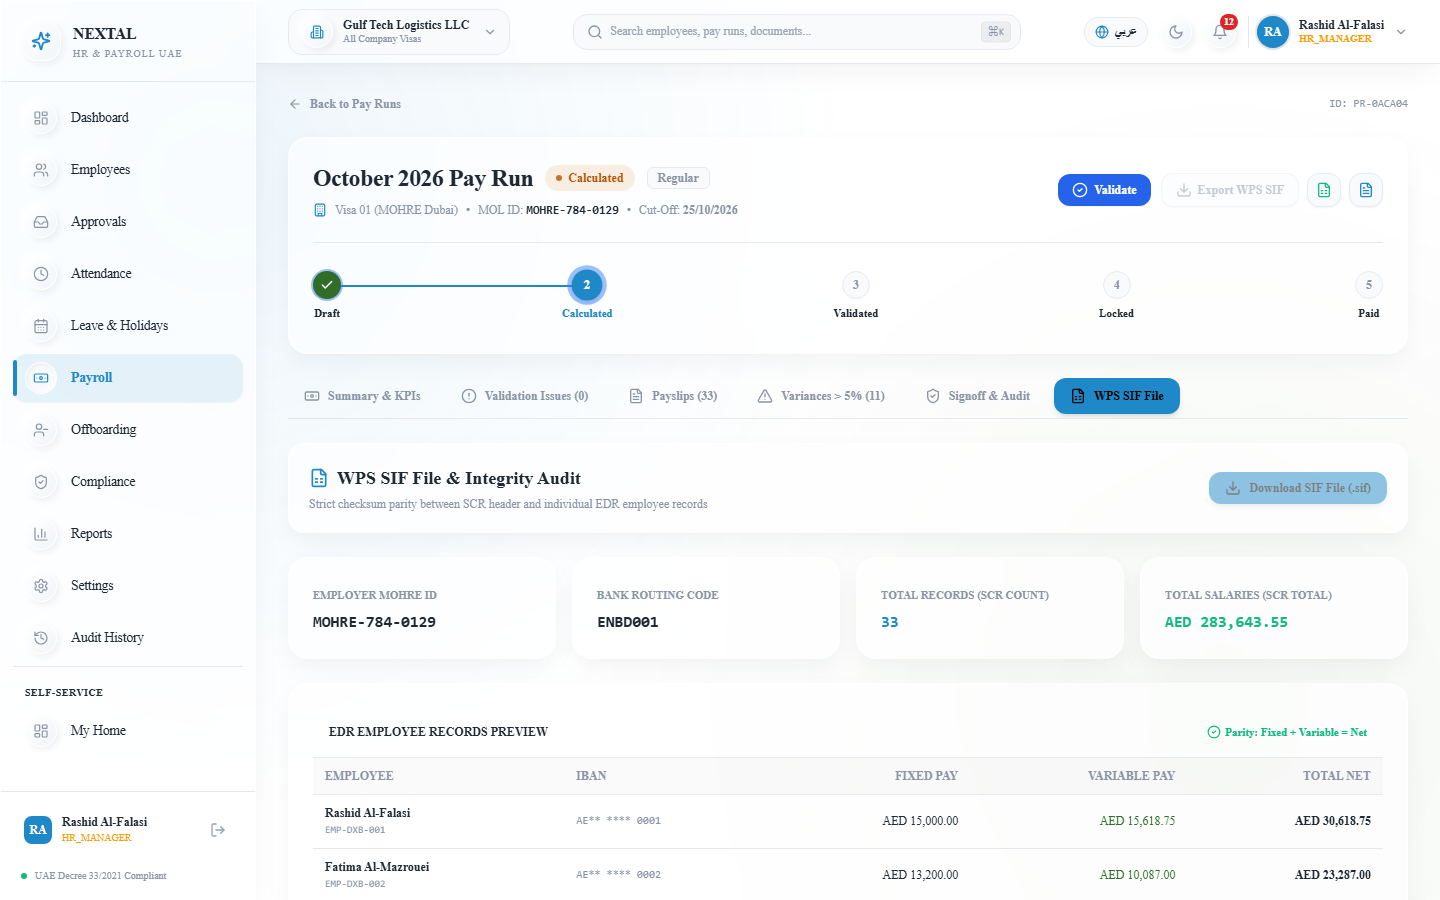 NEXTAL
HR & PAYROLL UAE
Gulf Tech Logistics LLC
All Company Visas
Search employees, pay runs, documents...
⌘K
عربي
12
RA
Rashid Al-Falasi
HR_MANAGER
Dashboard
Employees
Approvals
Attendance
Leave & Holidays
Payroll
Offboarding
Compliance
Reports
Settings
Audit History
SELF-SERVICE
My Home
RA
Rashid Al-Falasi
HR_MANAGER
UAE Decree 33/2021 Compliant
Back to Pay Runs
ID: PR-0ACA04
October 2026 Pay Run
Calculated
Regular
Validate
Export WPS SIF
Visa 01 (MOHRE Dubai) • MOL ID: MOHRE-784-0129 • Cut-Off: 25/10/2026
2
3
4
5
Draft
Calculated
Validated
Locked
Paid
Summary & KPIs
Validation Issues (0)
Payslips (33)
Variances > 5% (11)
Signoff & Audit
WPS SIF File
WPS SIF File & Integrity Audit
Strict checksum parity between SCR header and individual EDR employee records
Download SIF File (.sif)
EMPLOYER MOHRE ID
MOHRE-784-0129
BANK ROUTING CODE
ENBD001
TOTAL RECORDS (SCR COUNT)
33
TOTAL SALARIES (SCR TOTAL)
AED 283,643.55
EDR EMPLOYEE RECORDS PREVIEW
Parity: Fixed + Variable = Net
EMPLOYEE IBAN FIXED PAY VARIABLE PAY TOTAL NET
Rashid Al-Falasi
EMP-DXB-001
AE** **** 0001 AED 15,000.00 AED 15,618.75 AED 30,618.75
Fatima Al-Mazrouei
EMP-DXB-002
AE** **** 0002 AED 13,200.00 AED 10,087.00 AED 23,287.00